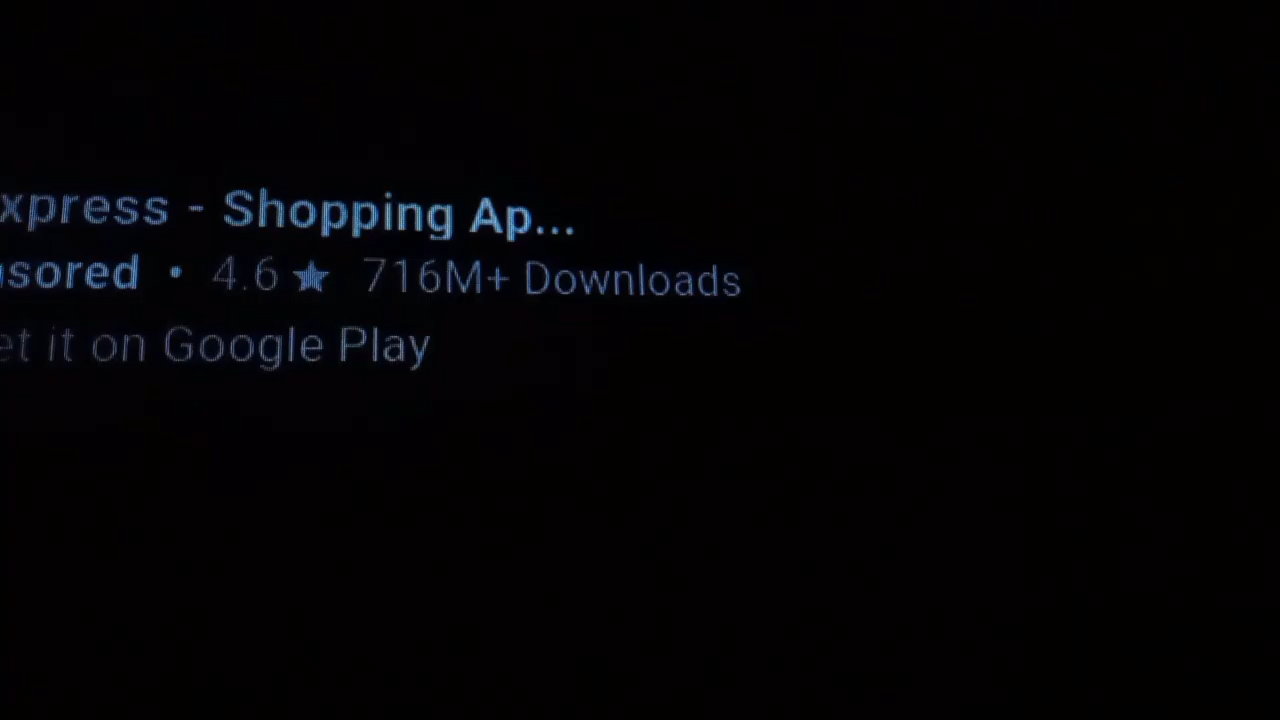 xpress - Shopping Ap...
sored • 4.6 ★ 716M+ Downloads
et it on Google Play